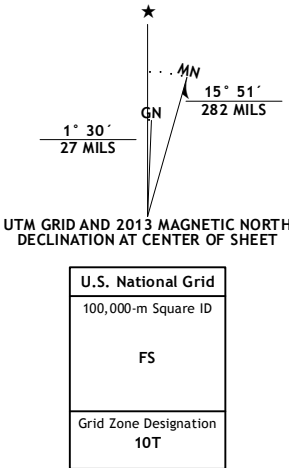 ★
MN
GN
15° 51´
282 MILS
1° 30´
27 MILS
UTM GRID AND 2013 MAGNETIC NORTH
DECLINATION AT CENTER OF SHEET
U.S. National Grid
100,000-m Square ID
FS
Grid Zone Designation
10T